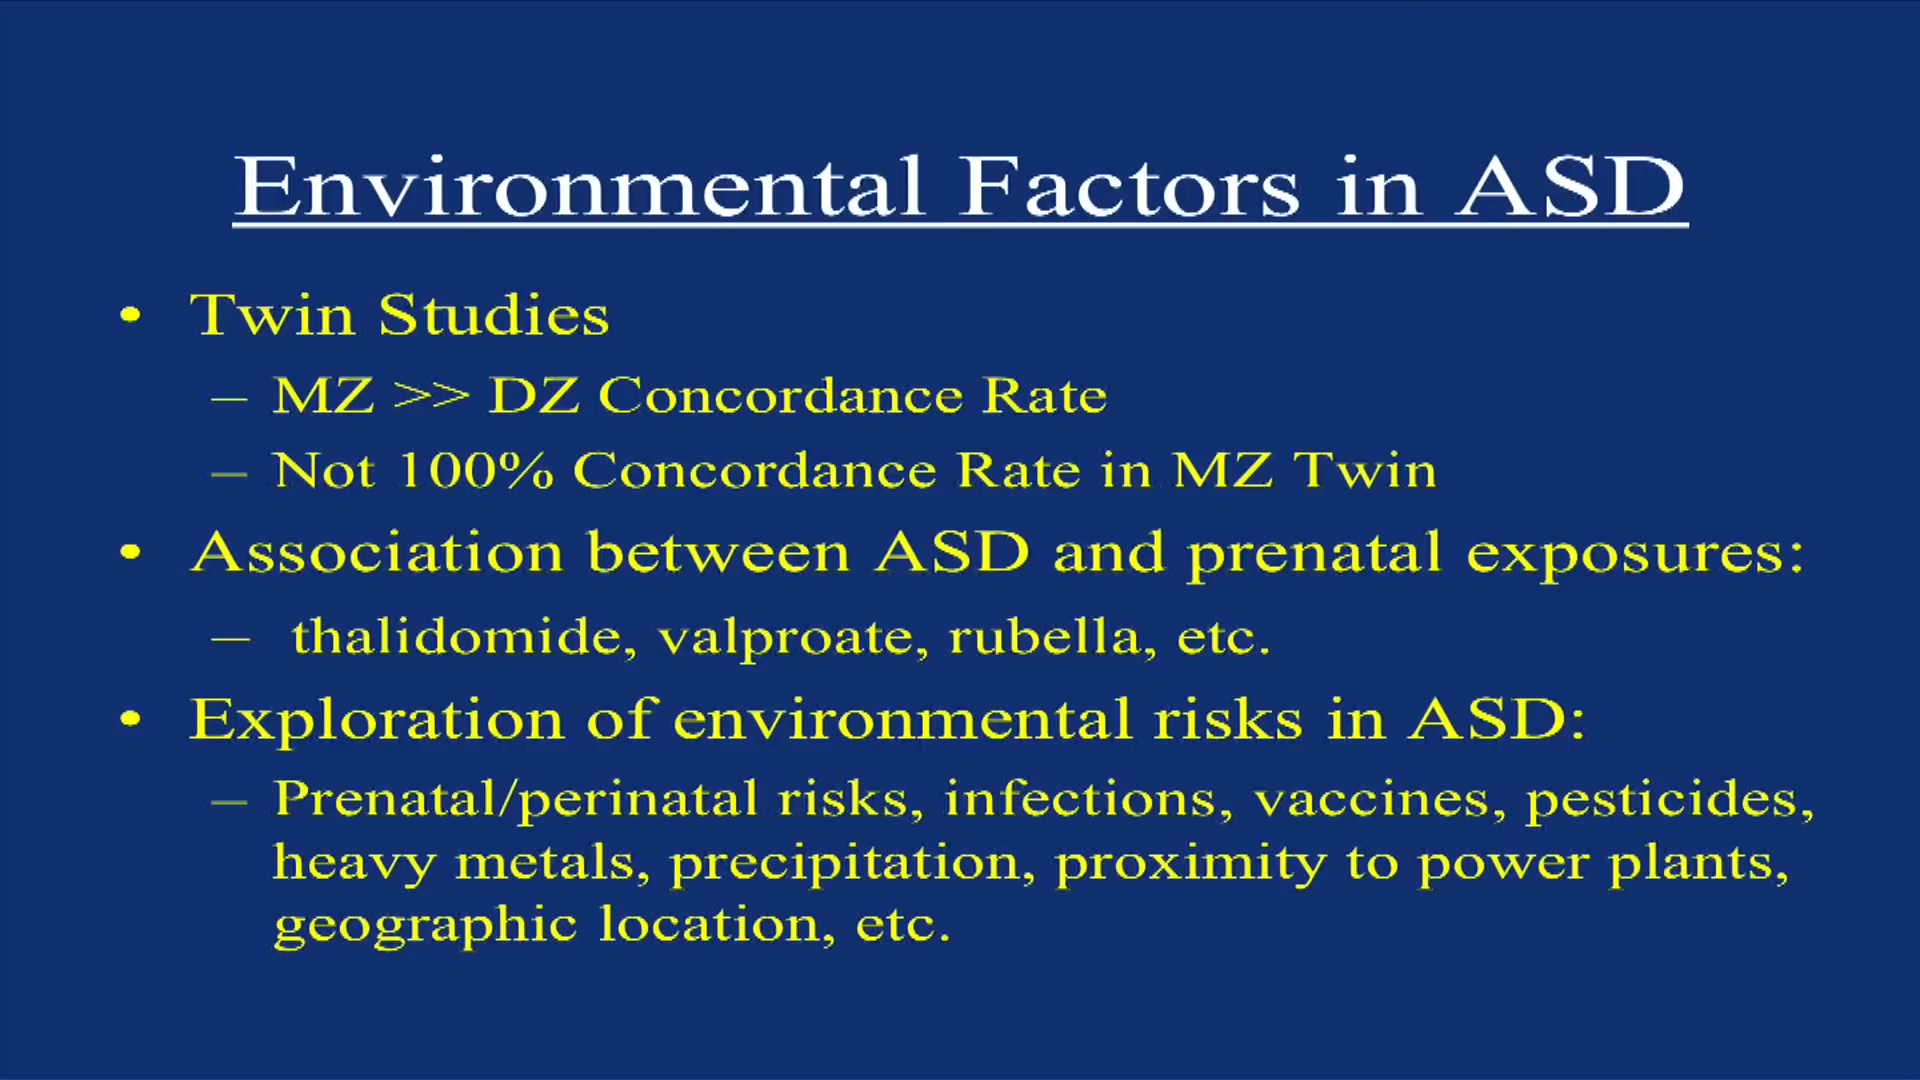 Environmental Factors in ASD
• Twin Studies
– MZ >> DZ Concordance Rate
– Not 100% Concordance Rate in MZ Twin
• Association between ASD and prenatal exposures:
– thalidomide, valproate, rubella, etc.
• Exploration of environmental risks in ASD:
– Prenatal/perinatal risks, infections, vaccines, pesticides,
heavy metals, precipitation, proximity to power plants,
geographic location, etc.